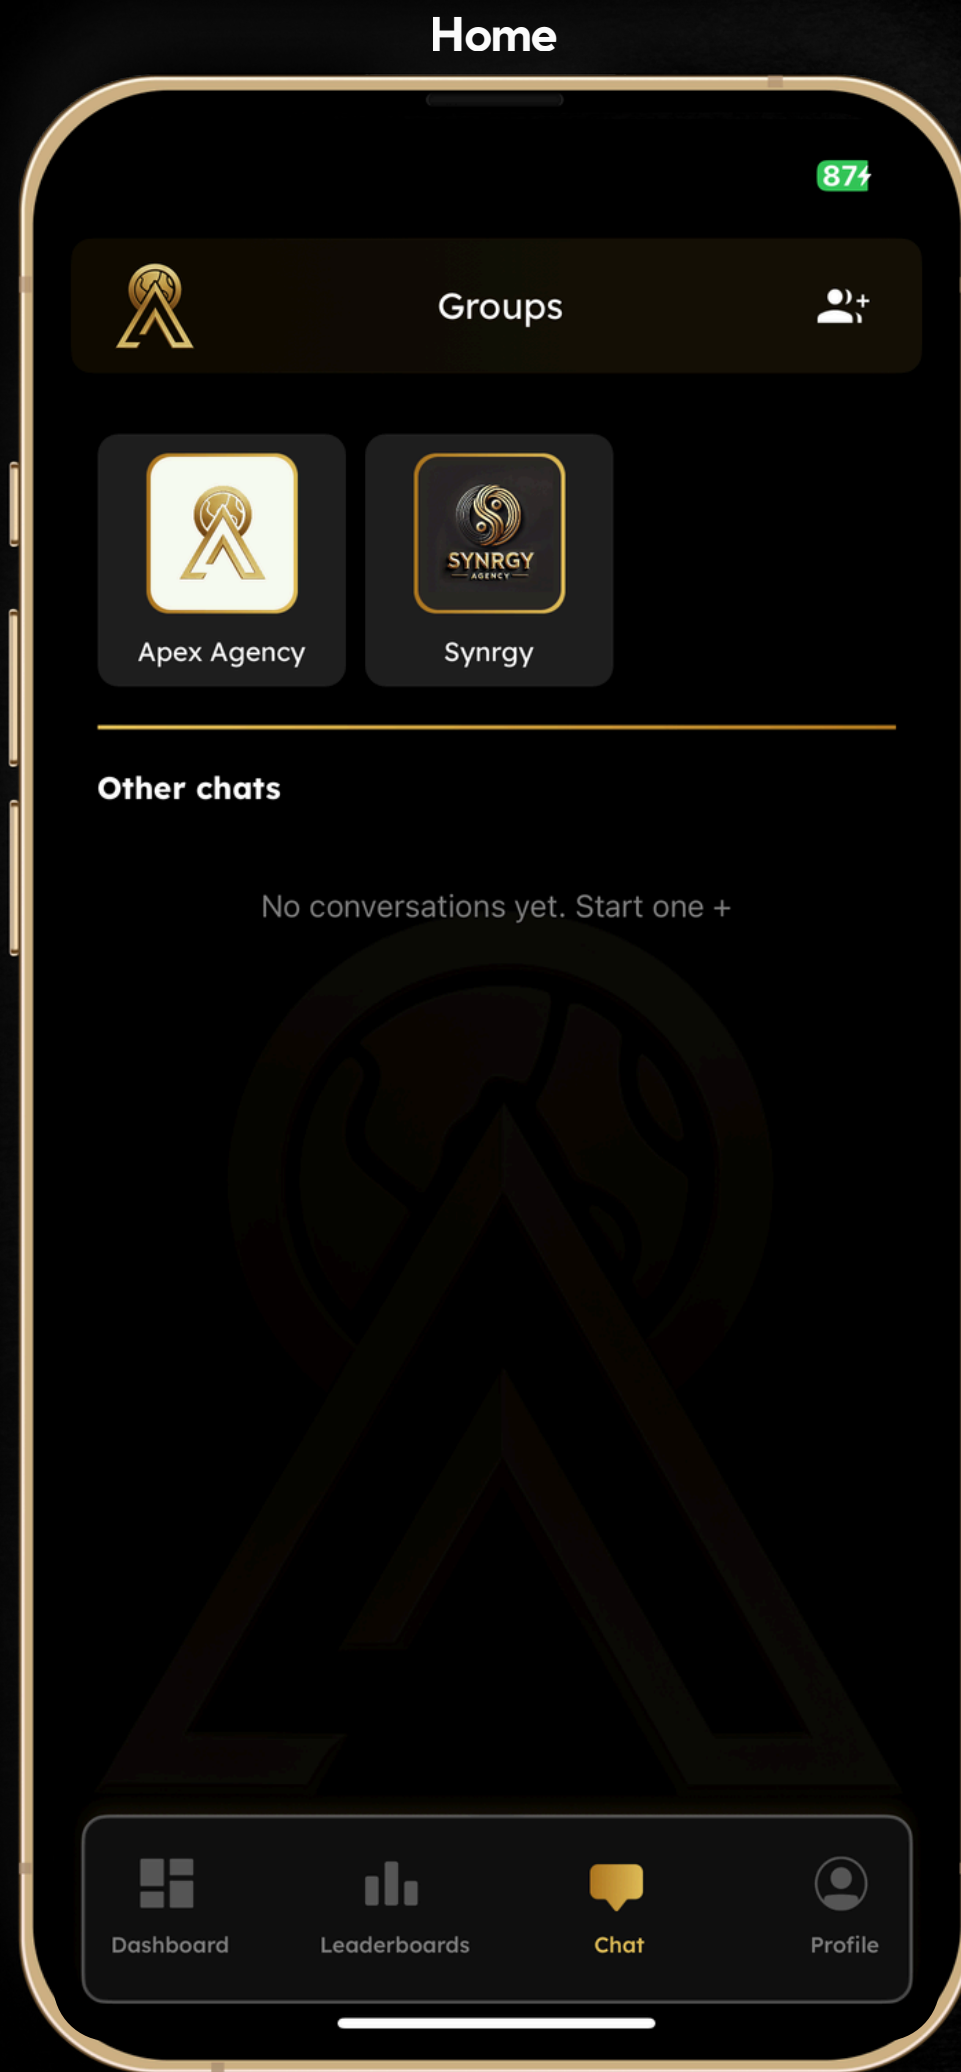 Home
87
Groups
SYNRGY
AGENCY
Apex Agency
Synrgy
Other chats
No conversations yet. Start one +
Dashboard
Leaderboards
Chat
Profile